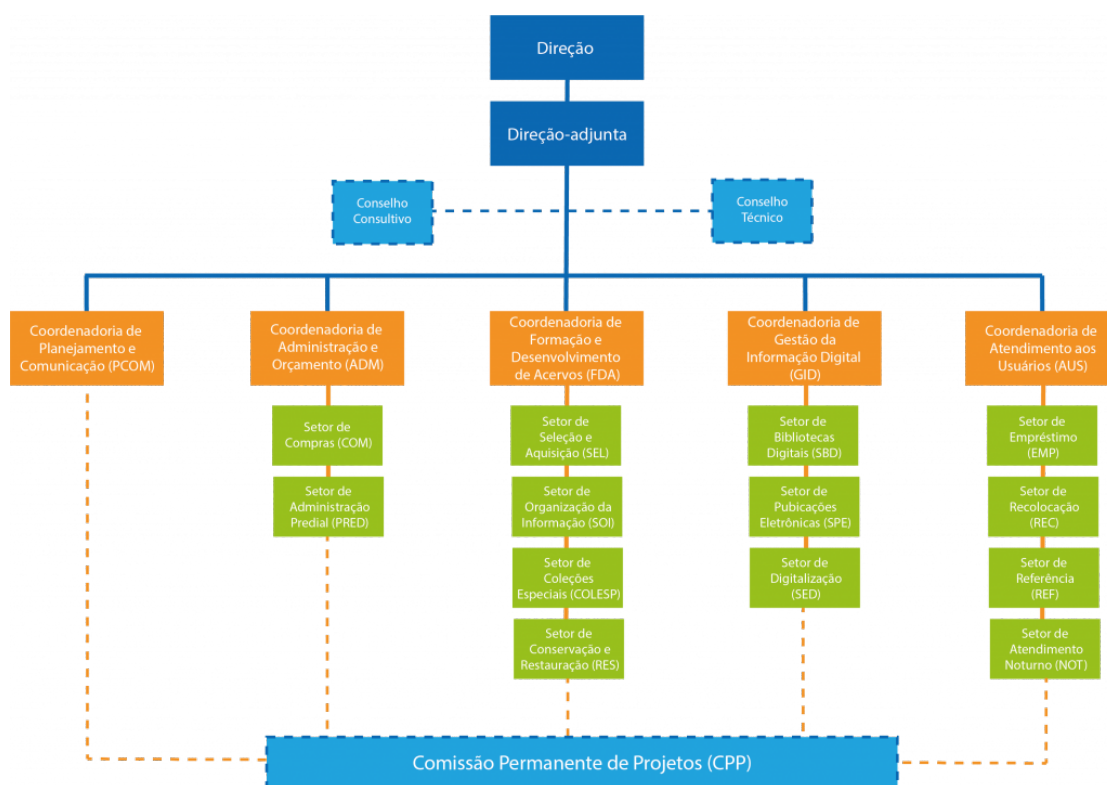 Direção
Direção-adjunta
Conselho
Consultivo
Conselho
Técnico
Coordenadoria de
Planejamento e
Comunicação (PCOM)
Coordenadoria de
Administração e
Orçamento (ADM)
Coordenadoria de
Formação e
Desenvolvimento
de Acervos (FDA)
Coordenadoria de
Gestão da
Informação Digital
(GID)
Coordenadoria de
Atendimento aos
Usuários (AUS)
Setor de
Compras (COM)
Setor de
Seleção e
Aquisição (SEL)
Setor de
Bibliotecas
Digitais (SBD)
Setor de
Empréstimo
(EMP)
Setor de
Administração
Predial (PRED)
Setor de
Organização da
Informação (SOI)
Setor de
Pubicações
Eletrônicas (SPE)
Setor de
Recolocação
(REC)
Setor de
Coleções
Especiais (COLESP)
Setor de
Digitalização
(SED)
Setor de
Referência
(REF)
Setor de
Conservação e
Restauração (RES)
Setor de
Atendimento
Noturno (NOT)
Comissão Permanente de Projetos (CPP)